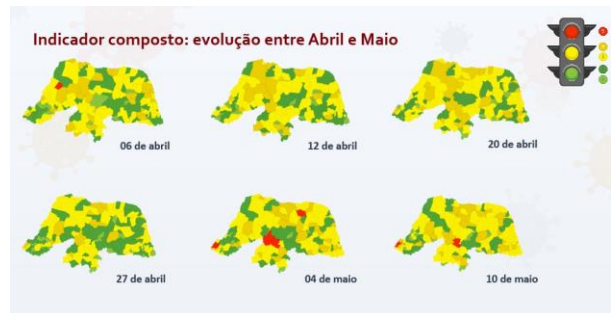 Indicador composto: evolução entre Abril e Maio
06 de abril
12 de abril
20 de abril
27 de abril
04 de maio
10 de maio